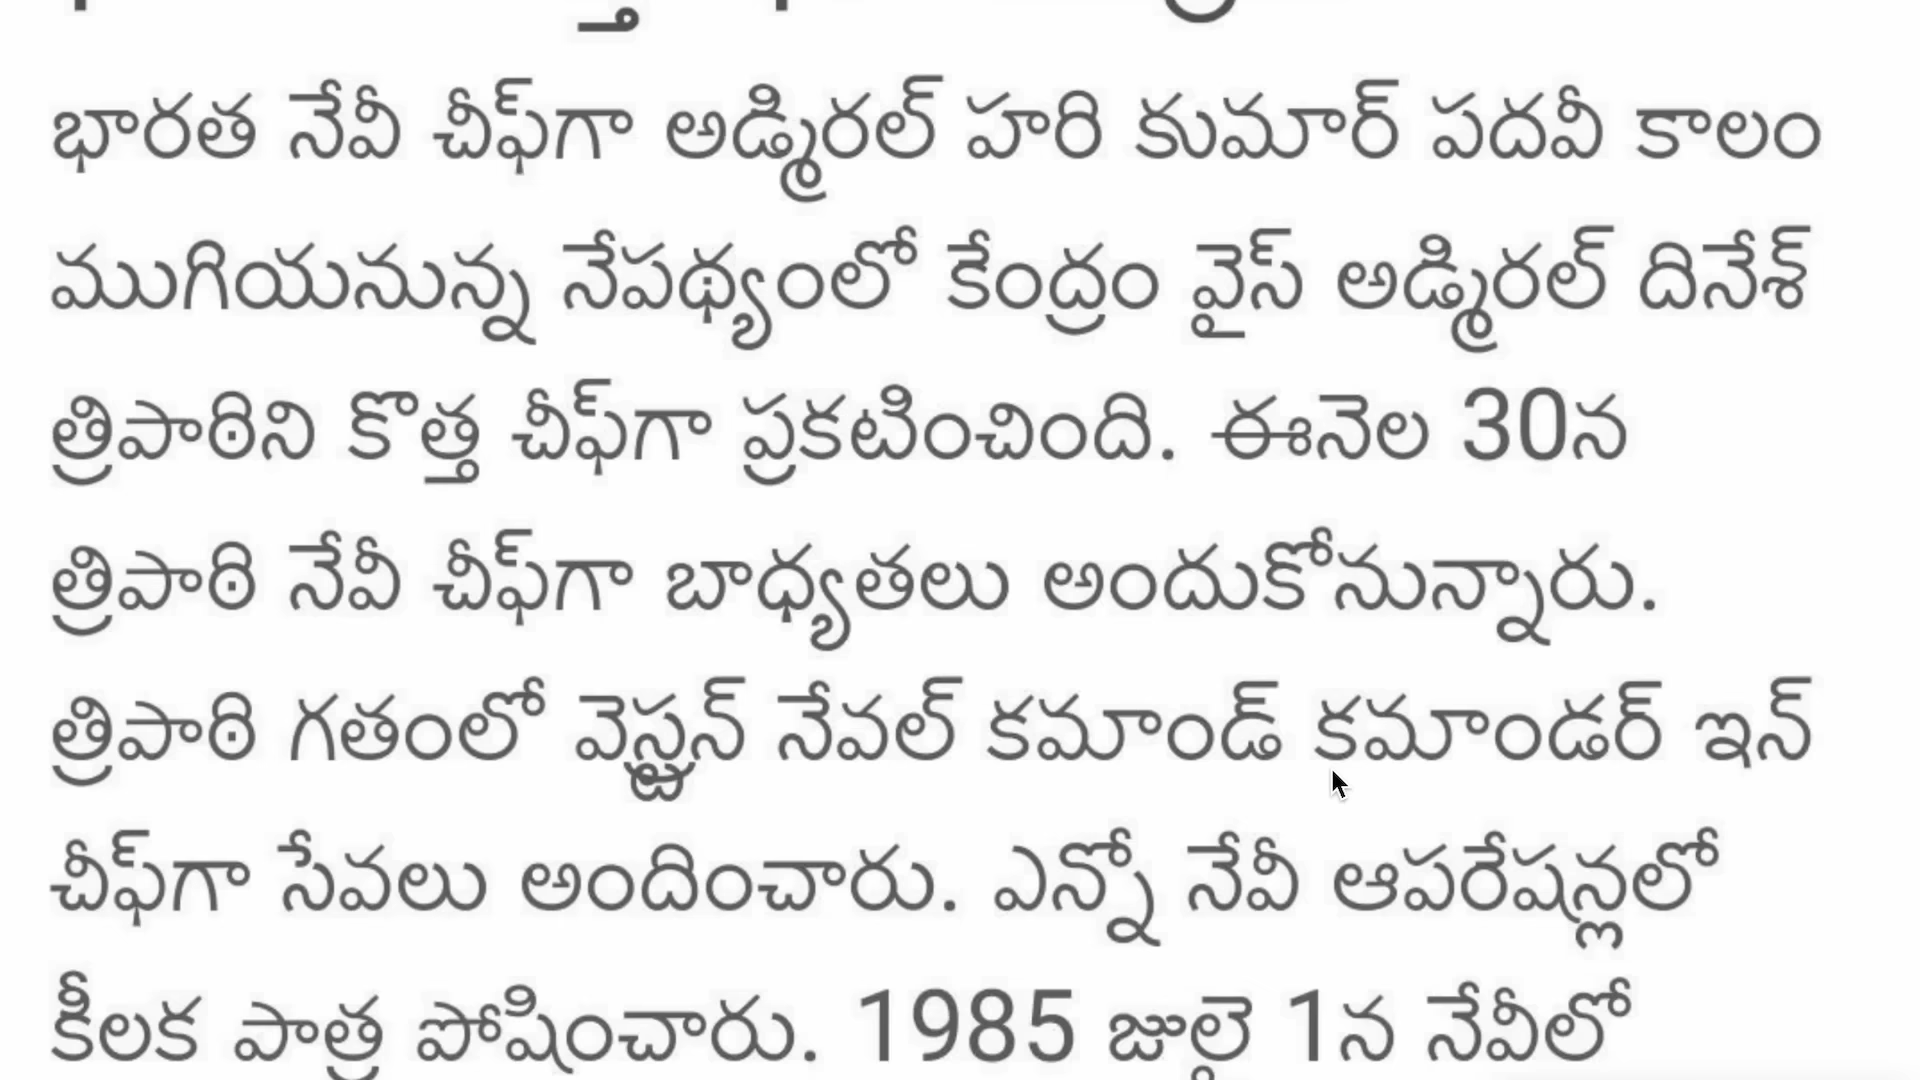 భారత నేవీ చీఫ్‌గా అడ్మిరల్ హరి కుమార్ పదవీ కాలం
ముగియనున్న నేపథ్యంలో కేంద్రం వైస్ అడ్మిరల్ దినేశ్
త్రిపాఠిని కొత్త చీఫ్‌గా ప్రకటించింది. ఈనెల 30న
త్రిపాఠి నేవీ చీఫ్‌గా బాధ్యతలు అందుకోనున్నారు.
త్రిపాఠి గతంలో వెస్ట్రన్ నేవల్ కమాండ్ కమాండర్ ఇన్
చీఫ్‌గా సేవలు అందించారు. ఎన్నో నేవీ ఆపరేషన్లలో
కీలక పాత్ర పోషించారు. 1985 జులై 1న నేవీలో